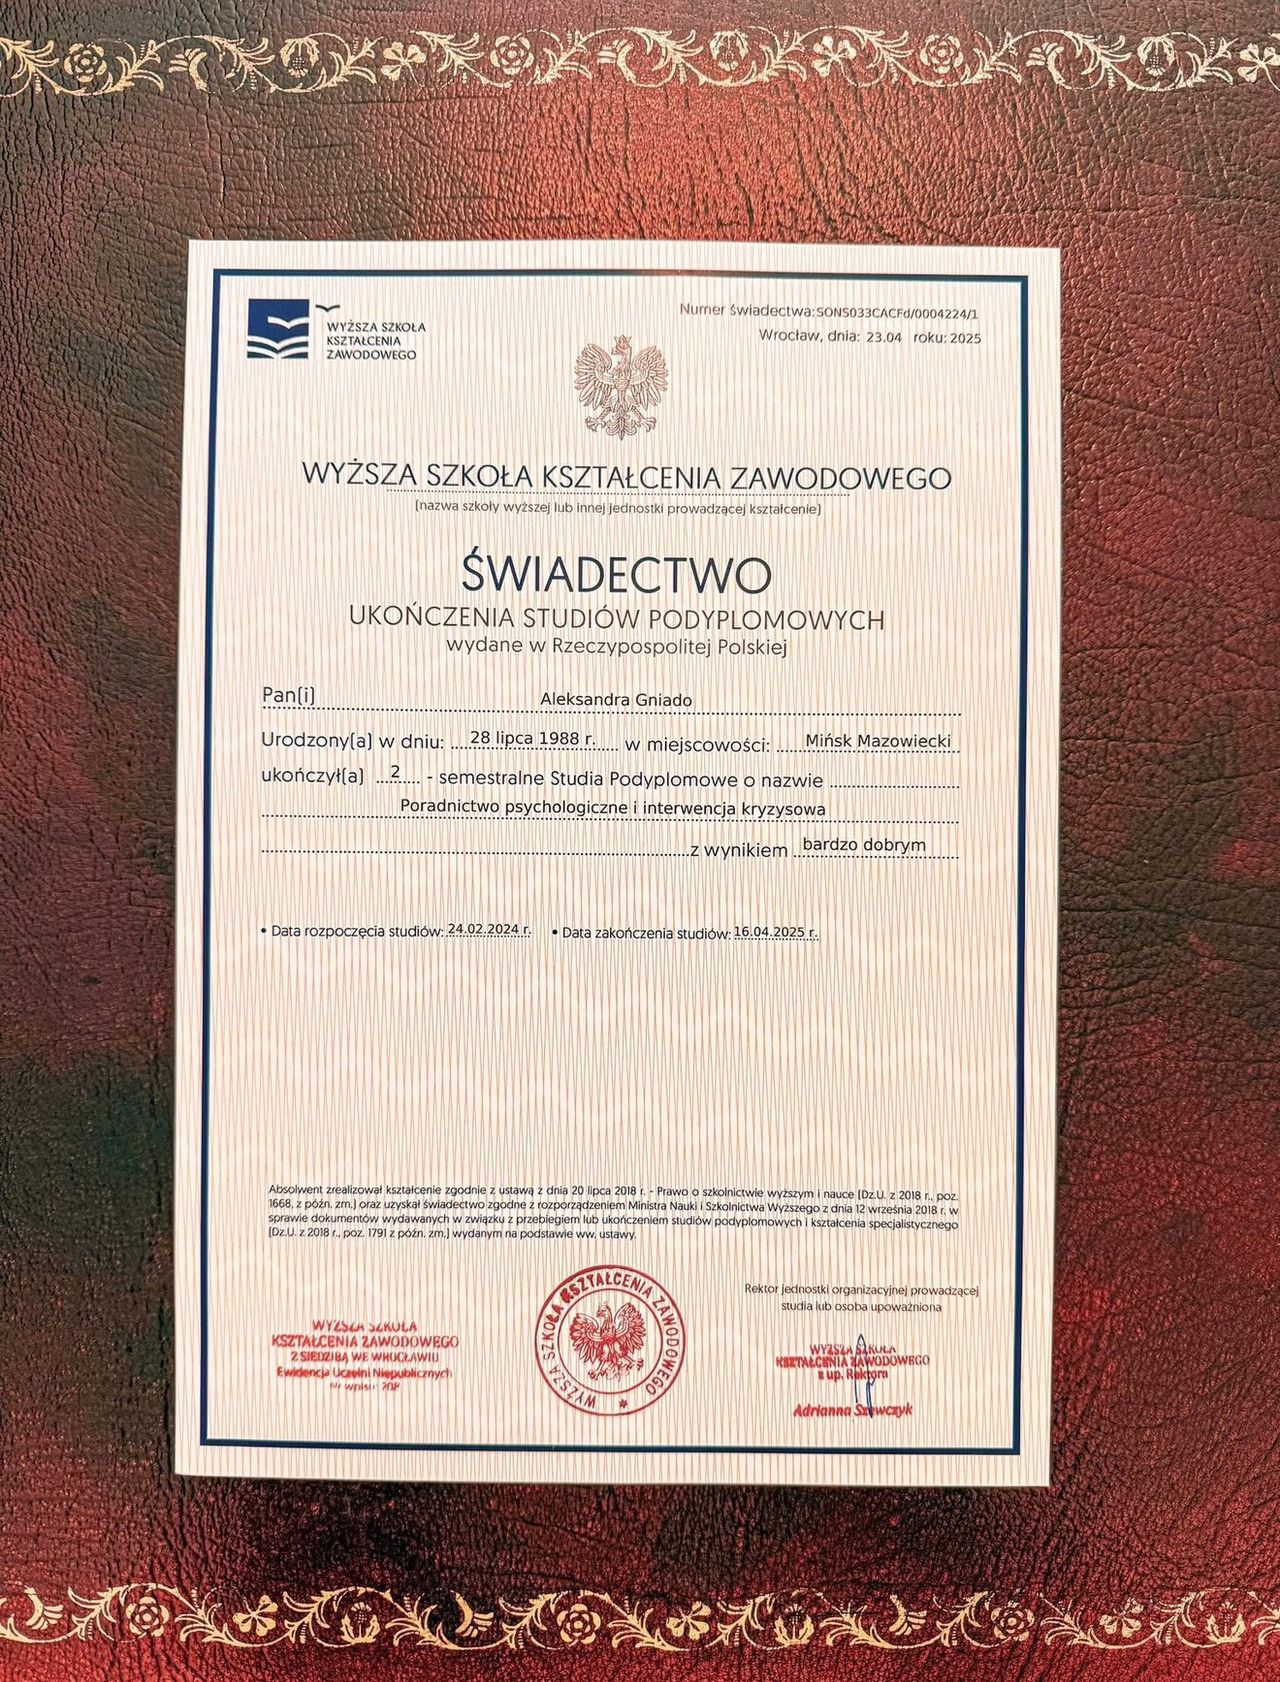 WYŻSZA SZKOŁA
KSZTAŁCENIA
ZAWODOWEGO
Numer świadectwa:SONS033CACFd/0004224/1
Wrocław, dnia: 23.04 roku: 2025
WYŻSZA SZKOŁA KSZTAŁCENIA ZAWODOWEGO
(nazwa szkoły wyższej lub innej jednostki prowadzącej kształcenie)
ŚWIADECTWO
UKOŃCZENIA STUDIÓW PODYPLOMOWYCH
wydane w Rzeczypospolitej Polskiej
Pan(i) Aleksandra Gniado
Urodzony(a) w dniu: 28 lipca 1988 r. w miejscowości: Mińsk Mazowiecki
ukończył(a) 2 - semestralne Studia Podyplomowe o nazwie
Poradnictwo psychologiczne i interwencja kryzysowa
z wynikiem bardzo dobrym
• Data rozpoczęcia studiów: 24.02.2024 r. • Data zakończenia studiów: 16.04.2025 r.
Absolwent zrealizował kształcenie zgodnie z ustawą z dnia 20 lipca 2018 r. - Prawo o szkolnictwie wyższym i nauce (Dz.U. z 2018 r., poz.
1668, z późn. zm.) oraz uzyskał świadectwo zgodne z rozporządzeniem Ministra Nauki i Szkolnictwa Wyższego z dnia 12 września 2018 r. w
sprawie dokumentów wydawanych w związku z przebiegiem lub ukończeniem studiów podyplomowych i kształcenia specjalistycznego
(Dz.U. z 2018 r., poz. 1791 z późn. zm.) wydanym na podstawie ww. ustawy.
WYŻSZA SZKOŁA
KSZTAŁCENIA ZAWODOWEGO
Z SIEDZIBĄ WE WROCŁAWIU
Ewidencja Uczelni Niepublicznych
Nr wpisu:
WYŻSZA SZKOŁA KSZTAŁCENIA ZAWODOWEGO
Rektor jednostki organizacyjnej prowadzącej
studia lub osoba upoważniona
WYŻSZA SZKOŁA
KSZTAŁCENIA ZAWODOWEGO
z up. Rektora
Adrianna Szewczyk